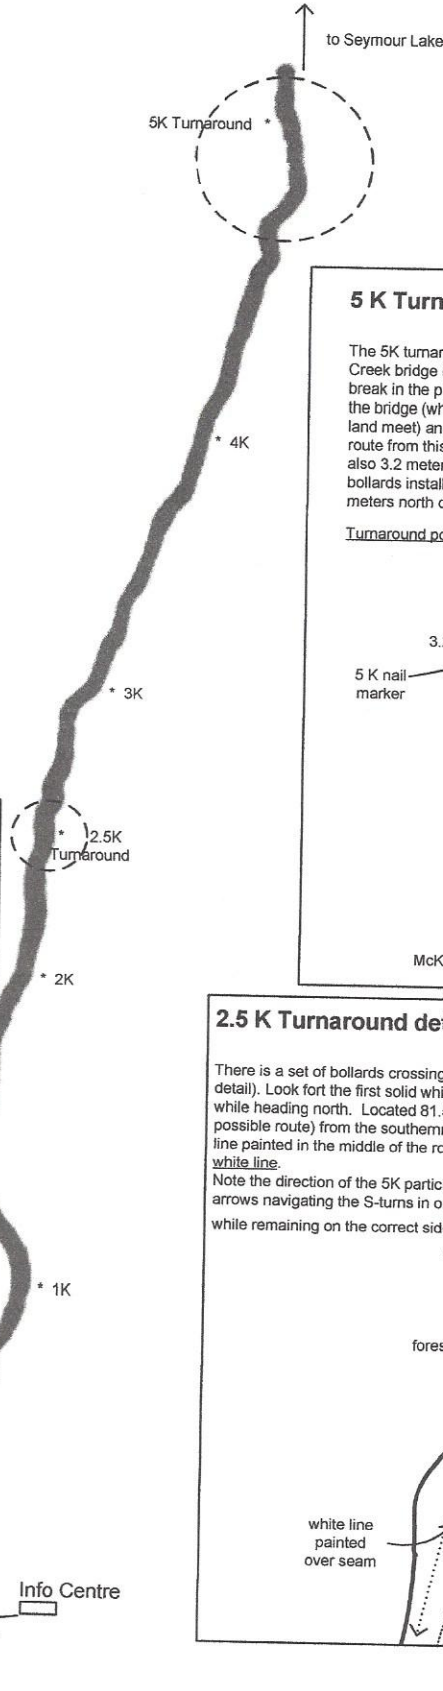 to Seymour Lake
5K Turnaround
*
5 K Turn
The 5K turnar
Creek bridge
break in the p
the bridge (wh
land meet) an
route from this
also 3.2 meter
bollards install
meters north o
Turnaround po
* 4K
3.
5 K nail
marker
* 3K
* 2.5K
Turnaround
McK
* 2K
2.5 K Turnaround det
There is a set of bollards crossing
detail). Look fort the first solid whi
while heading north. Located 81.
possible route) from the southernn
line painted in the middle of the ro
white line.
Note the direction of the 5K partic
arrows navigating the S-turns in o
while remaining on the correct sid
* 1K
fores
white line
painted
over seam
Info Centre